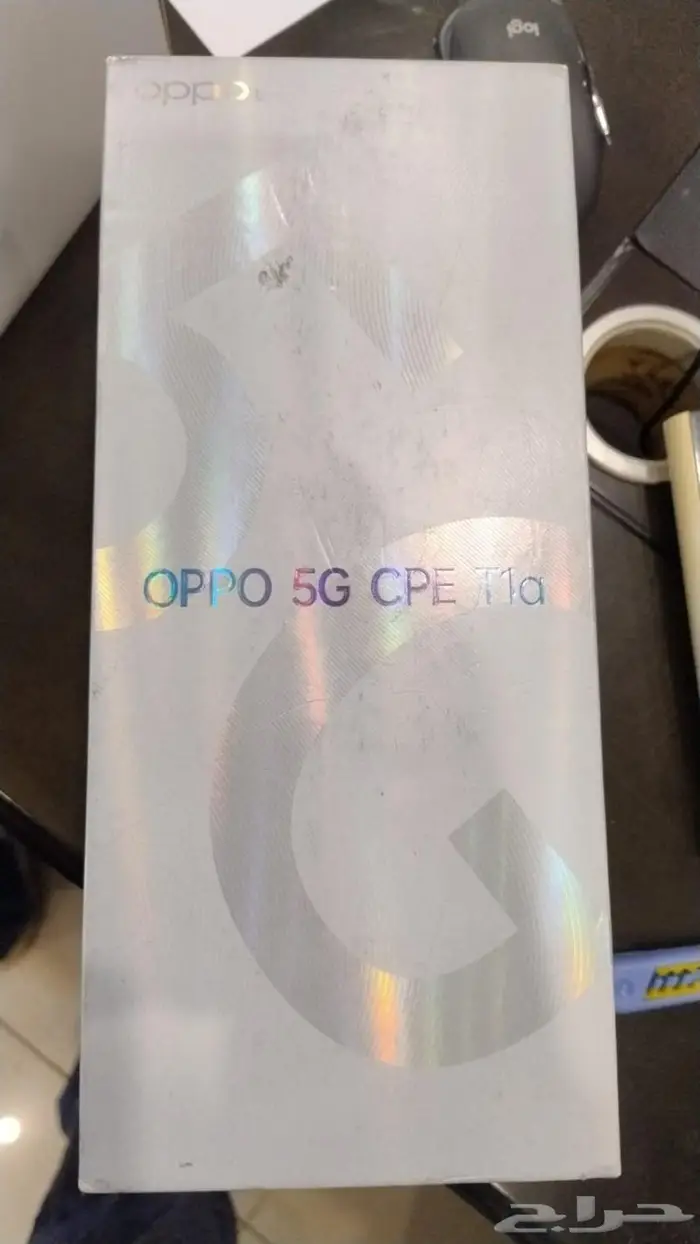 oppo
logi
OPPO 5G CPE T1a
حراج